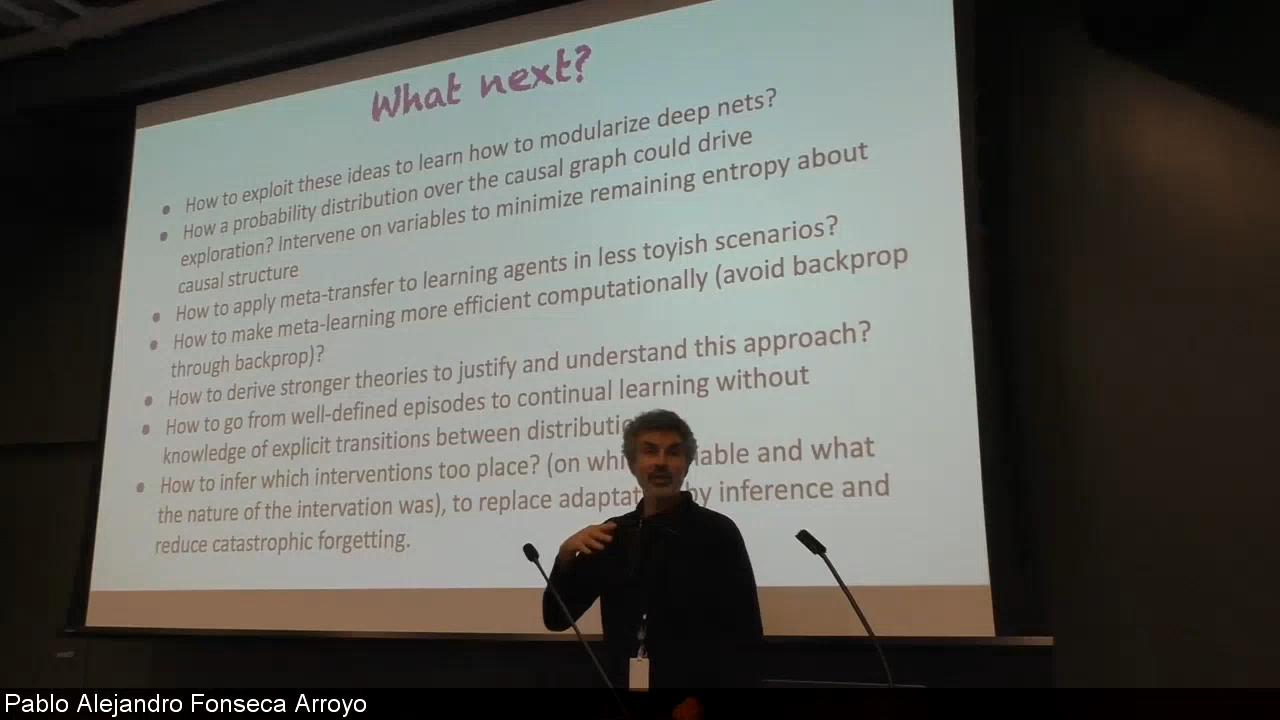 What next?
• How to exploit these ideas to learn how to modularize deep nets?
• How a probability distribution over the causal graph could drive
exploration? Intervene on variables to minimize remaining entropy about
causal structure
• How to apply meta-transfer to learning agents in less toyish scenarios?
• How to make meta-learning more efficient computationally (avoid backprop
through backprop)?
• How to derive stronger theories to justify and understand this approach?
• How to go from well-defined episodes to continual learning without
knowledge of explicit transitions between
• How to infer which interventions too place? (on and what
the nature of the intervation was), to replace by inference and
reduce catastrophic forgetting.
Pablo Alejandro Fonseca Arroyo